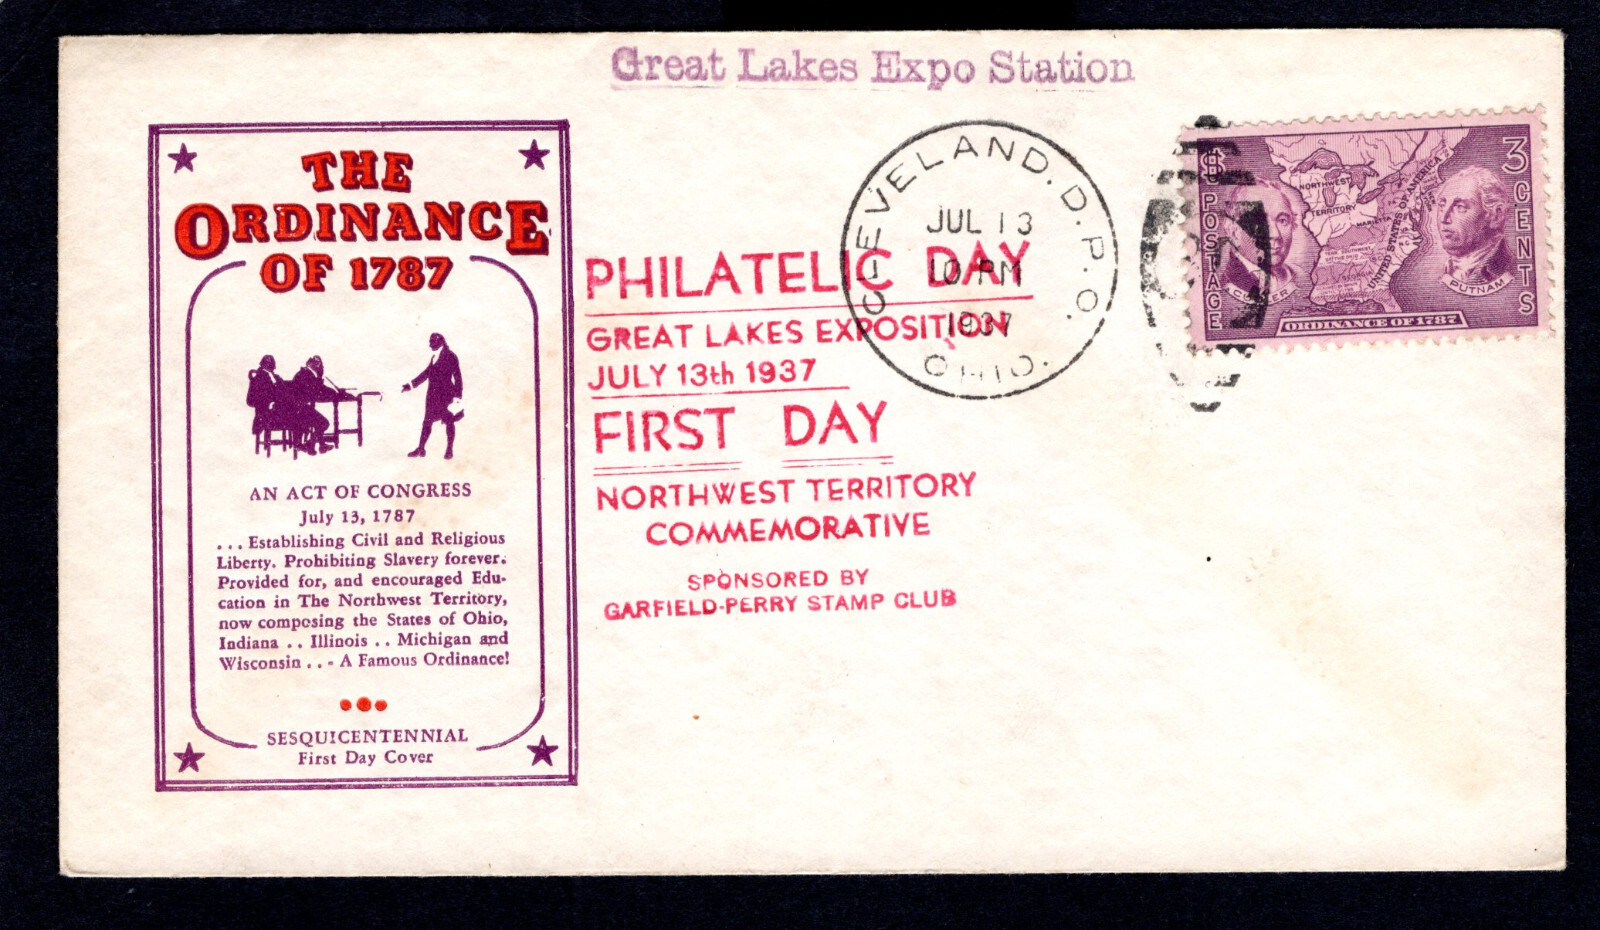 Great Lakes Expo Station
THE
ORDINANCE
OF 1787
AN ACT OF CONGRESS
July 13, 1787
... Establishing Civil and Religious
Liberty. Prohibiting Slavery forever.
Provided for, and encouraged Edu-
cation in The Northwest Territory,
now composing the States of Ohio,
Indiana .. Illinois .. Michigan and
Wisconsin ... A Famous Ordinance!
SESQUICENTENNIAL
First Day Cover
PHILATELIC DAY
GREAT LAKES EXPOSITION
JULY 13th 1937
FIRST DAY
NORTHWEST TERRITORY
COMMEMORATIVE
SPONSORED BY
GARFIELD-PERRY STAMP CLUB
CLEVELAND. D. P. O.
JUL 13
10 PM
1937
OHIO.
US POSTAGE
3 CENTS
NORTHWEST
TERRITORY
MARIETTA
UNITED STATES OF AMERICA
GEORGIA
CUTLER
PUTNAM
ORDINANCE OF 1787